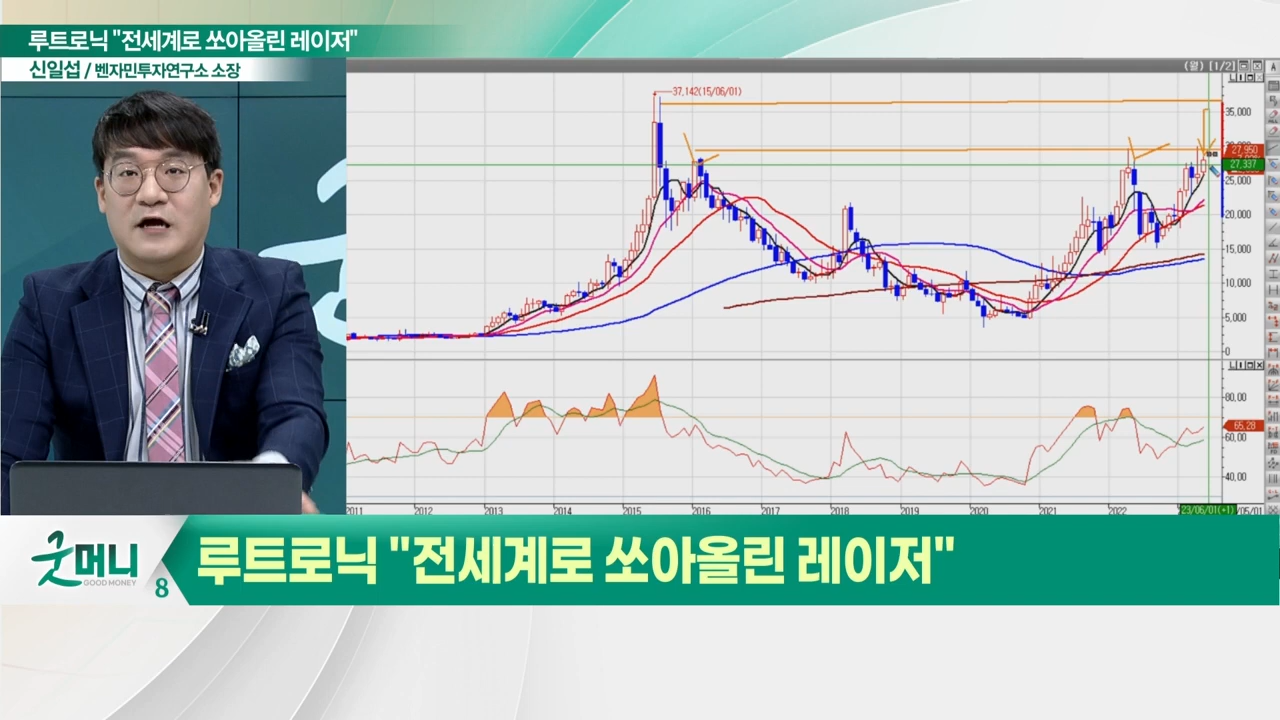 루트로닉 "전세계로 쏘아올린 레이저"
신일섭 / 벤자민투자연구소 소장
(월) [1/2]
37,142(15/06/01)
35,000
27,950
27,337
25,000
20,000
15,000
10,000
5,000
0
80,00
65,28
60,00
40,00
2011 2012 2013 2014 2015 2016 2017 2018 2019 2020 2021 2022 23/06/01(+1)
굿머니
GOOD MONEY
8
루트로닉 "전세계로 쏘아올린 레이저"